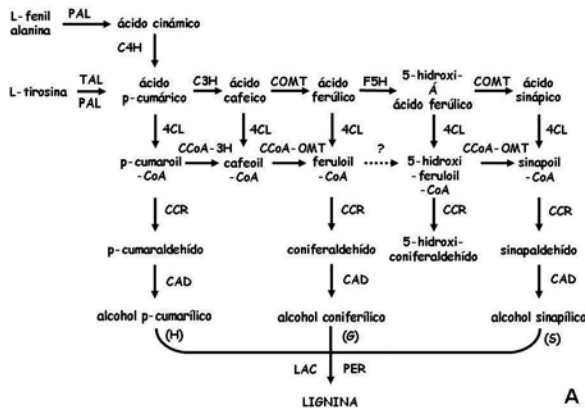 L-fenil
alanina
PAL
ácido cinámico
C4H
L-tirosina
TAL
PAL
ácido
p-cumárico
C3H
ácido
cafeico
COMT
ácido
ferúlico
F5H
5-hidroxi-
Á
ácido ferúlico
COMT
ácido
sinápico
4CL
4CL
4CL
4CL
4CL
p-cumaroil
-CoA
CCoA-3H
cafeoil
-CoA
CCoA-OMT
feruloil
-CoA
?
5-hidroxi
-feruloil
-CoA
CCoA-OMT
sinapoil
-CoA
CCR
CCR
CCR
CCR
p-cumaraldehído
coniferaldehído
5-hidroxi-
coniferaldehído
sinapaldehído
CAD
CAD
CAD
alcohol p-cumarílico
alcohol coniferílico
alcohol sinapílico
(H)
(G)
(S)
LAC
PER
LIGNINA
A